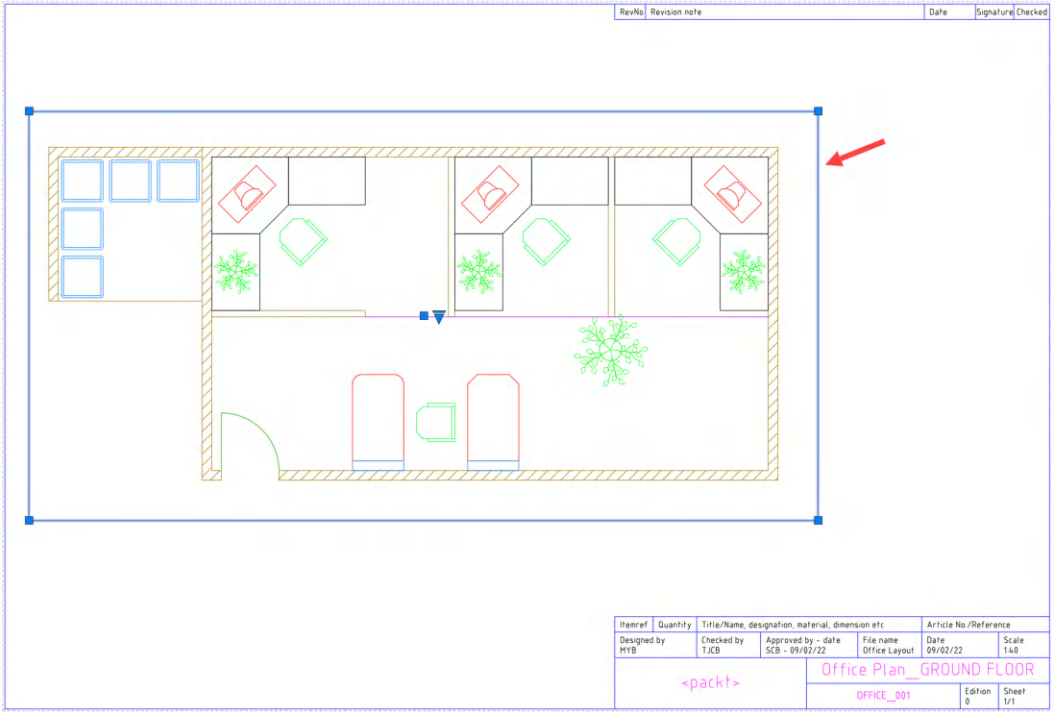 RevNo Revision note Date Signature Checked
Itemref Quantity Title/Name, designation, material, dimension etc Article No./Reference
Designed by Checked by Approved by - date File name Date Scale
MYB TJCB SCB - 09/02/22 Office Layout 09/02/22 1:40
<packt>
Office Plan_GROUND FLOOR
OFFICE_001
Edition Sheet
0 1/1